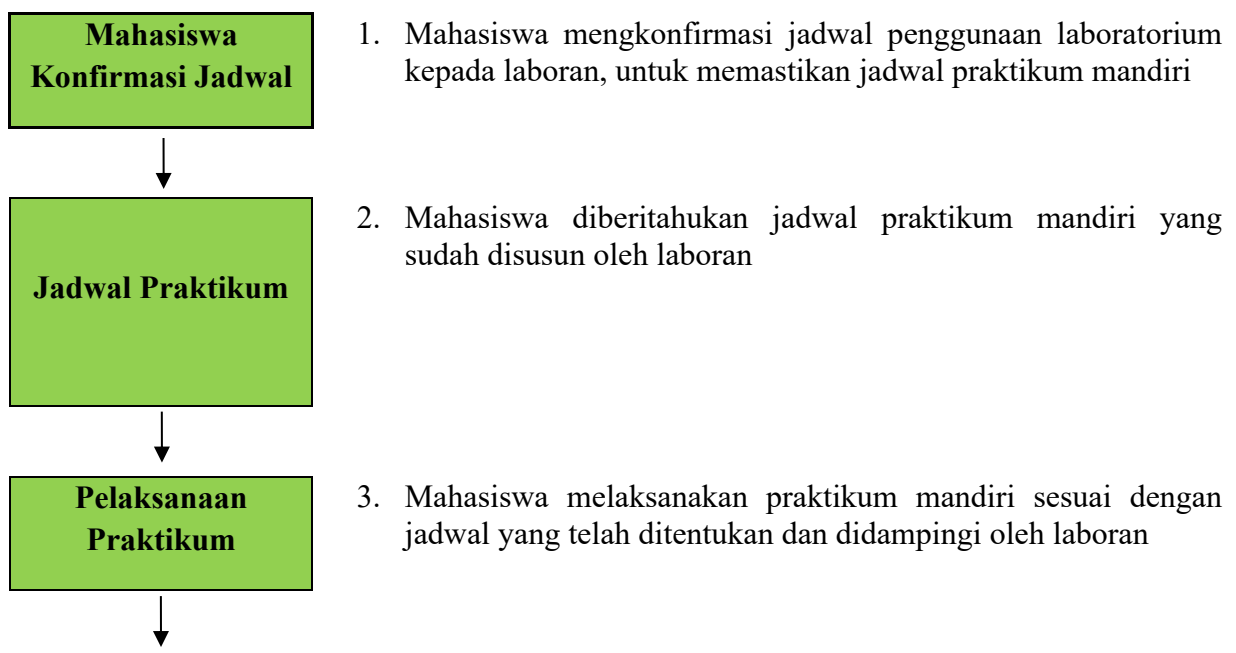 Mahasiswa
Konfirmasi Jadwal
1. Mahasiswa mengkonfirmasi jadwal penggunaan laboratorium
kepada laboran, untuk memastikan jadwal praktikum mandiri
Jadwal Praktikum
2. Mahasiswa diberitahukan jadwal praktikum mandiri yang
sudah disusun oleh laboran
Pelaksanaan
Praktikum
3. Mahasiswa melaksanakan praktikum mandiri sesuai dengan
jadwal yang telah ditentukan dan didampingi oleh laboran